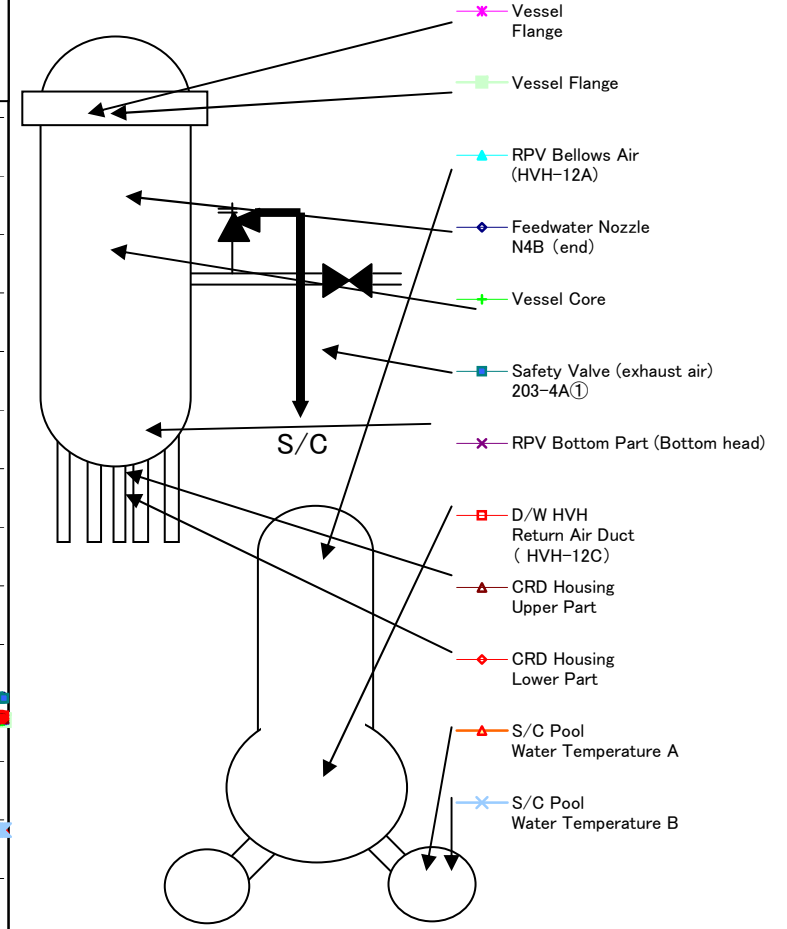 Vessel
Flange
Vessel Flange
RPV Bellows Air
(HVH-12A)
Feedwater Nozzle
N4B (end)
Vessel Core
Safety Valve (exhaust air)
203-4A①
S/C
RPV Bottom Part (Bottom head)
D/W HVH
Return Air Duct
( HVH-12C)
CRD Housing
Upper Part
CRD Housing
Lower Part
S/C Pool
Water Temperature A
S/C Pool
Water Temperature B